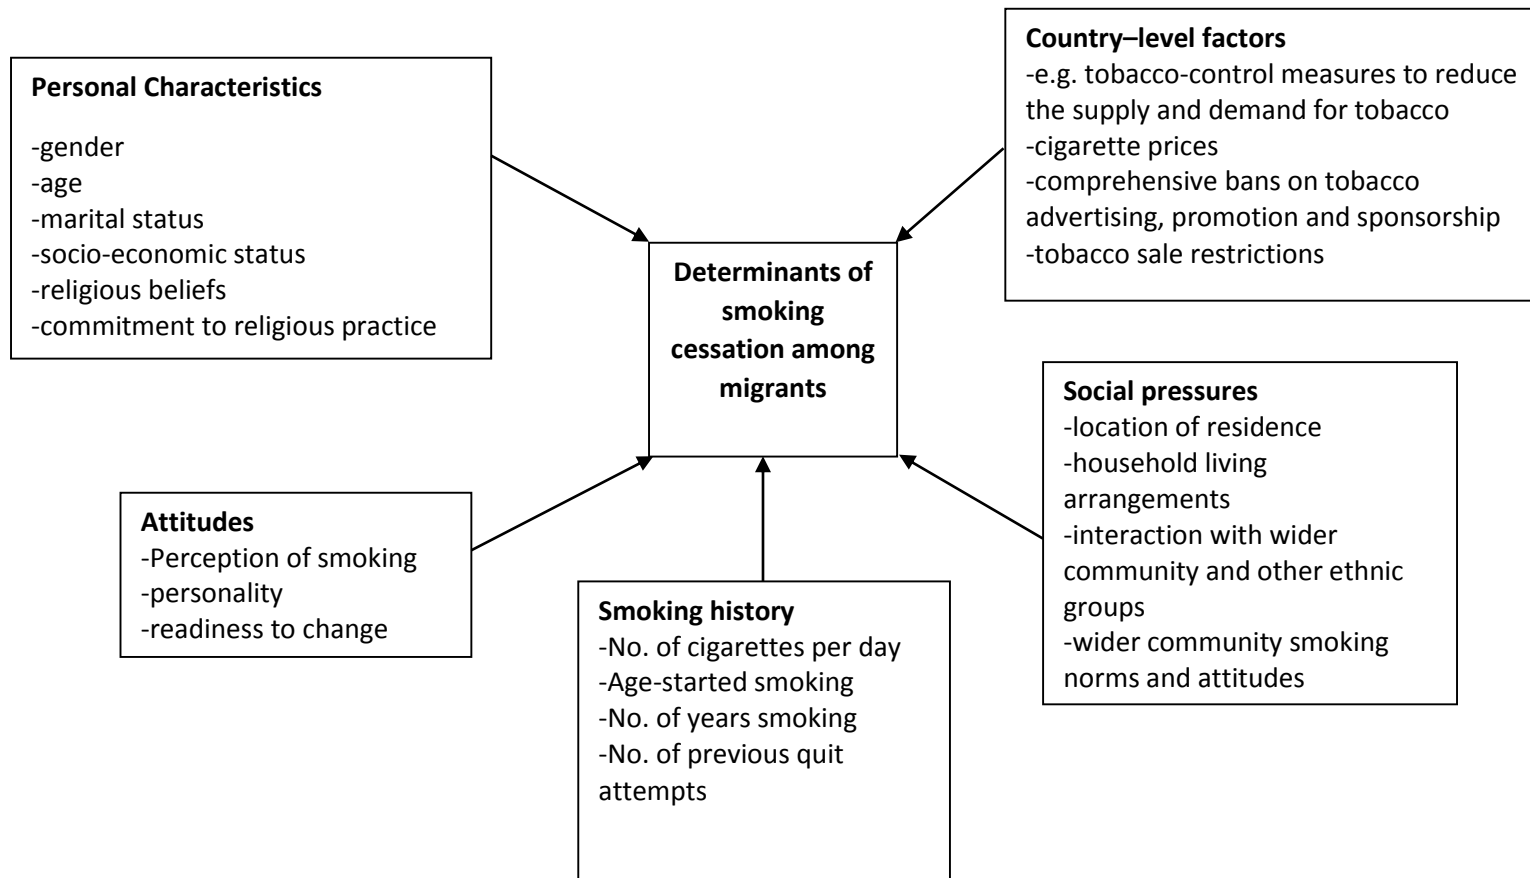 Personal Characteristics
-gender
-age
-marital status
-socio-economic status
-religious beliefs
-commitment to religious practice
Country–level factors
-e.g. tobacco-control measures to reduce
the supply and demand for tobacco
-cigarette prices
-comprehensive bans on tobacco
advertising, promotion and sponsorship
-tobacco sale restrictions
Determinants of
smoking
cessation among
migrants
Attitudes
-Perception of smoking
-personality
-readiness to change
Smoking history
-No. of cigarettes per day
-Age-started smoking
-No. of years smoking
-No. of previous quit
attempts
Social pressures
-location of residence
-household living
arrangements
-interaction with wider
community and other ethnic
groups
-wider community smoking
norms and attitudes